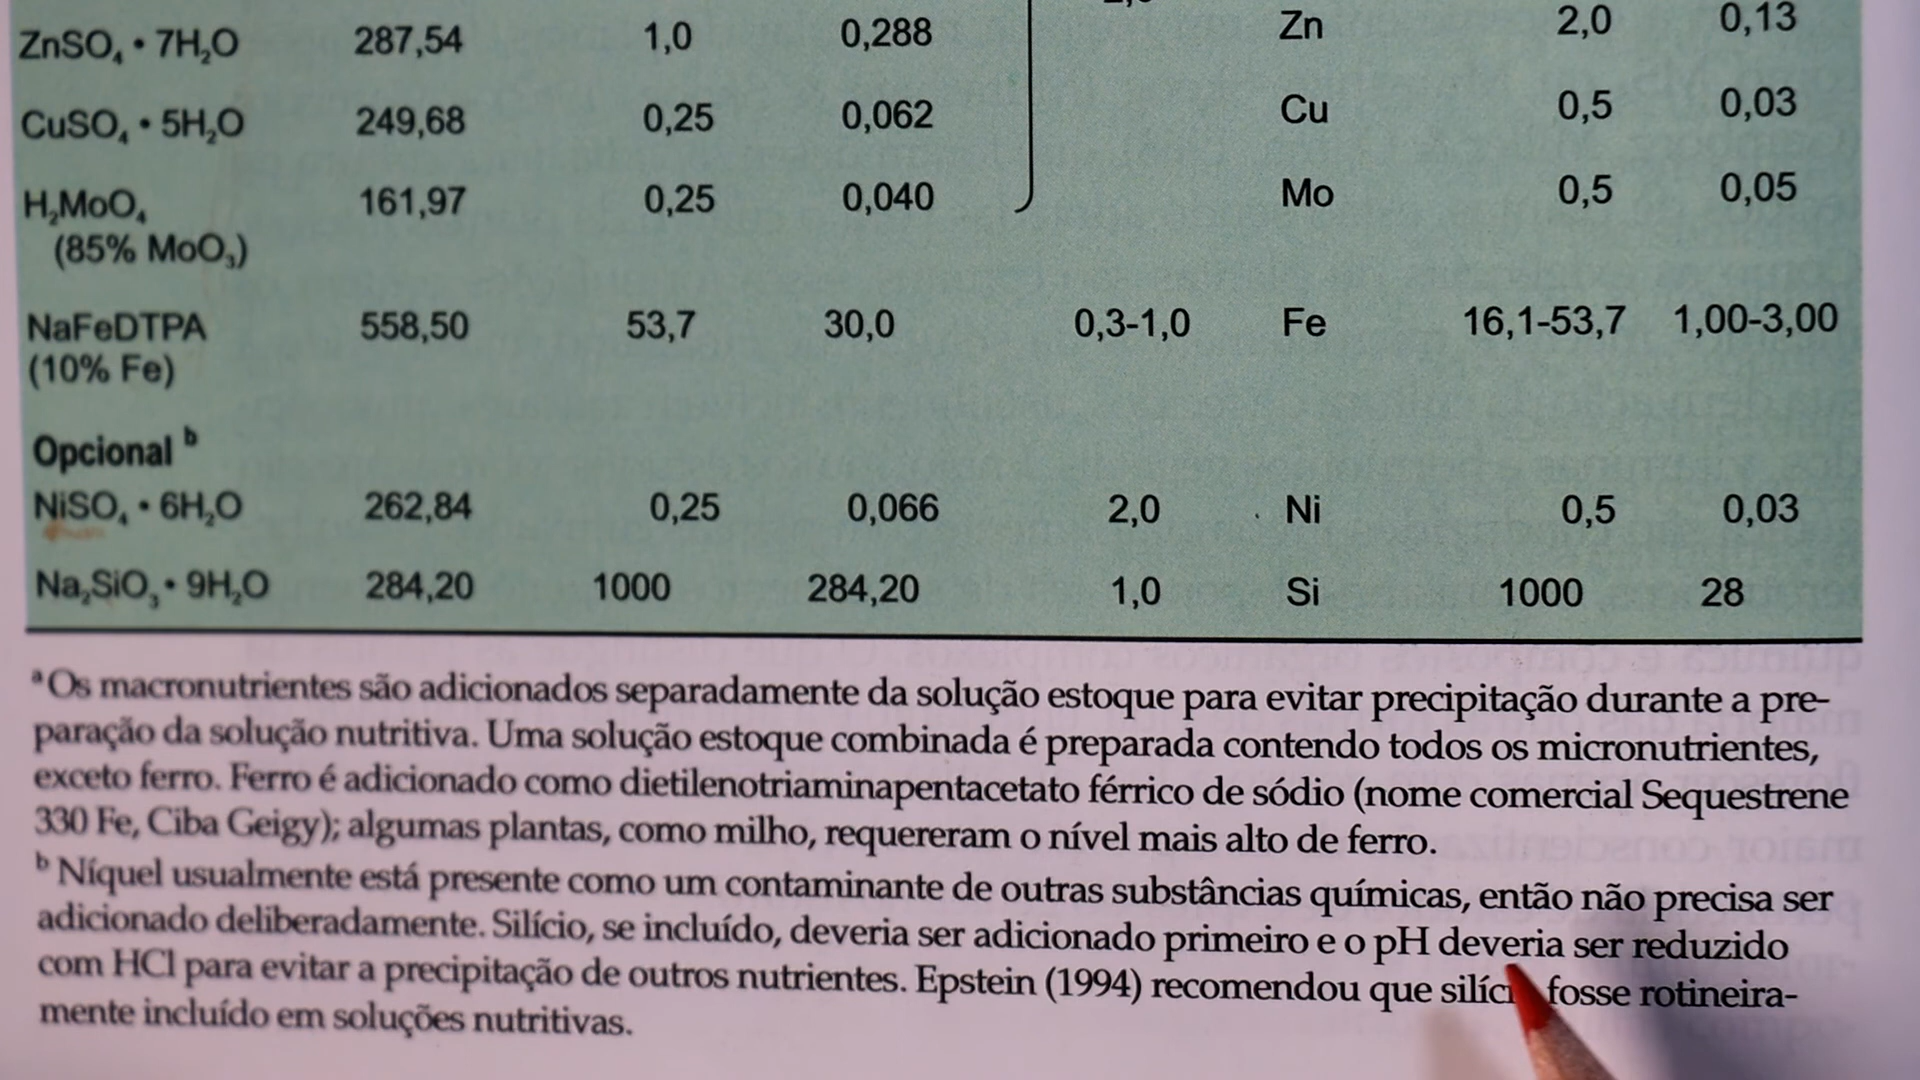 ZnSO₄ • 7H₂O 287,54 1,0 0,288 Zn 2,0 0,13
CuSO₄ • 5H₂O 249,68 0,25 0,062 Cu 0,5 0,03
H₂MoO₄ 161,97 0,25 0,040 Mo 0,5 0,05
(85% MoO₃)
NaFeDTPA 558,50 53,7 30,0 0,3-1,0 Fe 16,1-53,7 1,00-3,00
(10% Fe)
Opcional ᵇ
NiSO₄ • 6H₂O 262,84 0,25 0,066 2,0 Ni 0,5 0,03
Na₂SiO₃ • 9H₂O 284,20 1000 284,20 1,0 Si 1000 28
ᵃ Os macronutrientes são adicionados separadamente da solução estoque para evitar precipitação durante a pre-
paração da solução nutritiva. Uma solução estoque combinada é preparada contendo todos os micronutrientes,
exceto ferro. Ferro é adicionado como dietilenotriaminapentacetato férrico de sódio (nome comercial Sequestrene
330 Fe, Ciba Geigy); algumas plantas, como milho, requereram o nível mais alto de ferro.
ᵇ Níquel usualmente está presente como um contaminante de outras substâncias químicas, então não precisa ser
adicionado deliberadamente. Silício, se incluído, deveria ser adicionado primeiro e o pH deveria ser reduzido
com HCl para evitar a precipitação de outros nutrientes. Epstein (1994) recomendou que silíci fosse rotineira-
mente incluído em soluções nutritivas.